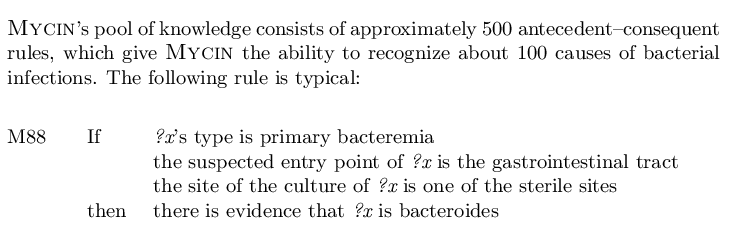 MYCIN's pool of knowledge consists of approximately 500 antecedent–consequent
rules, which give MYCIN the ability to recognize about 100 causes of bacterial
infections. The following rule is typical:
M88 If ?x's type is primary bacteremia
the suspected entry point of ?x is the gastrointestinal tract
the site of the culture of ?x is one of the sterile sites
then there is evidence that ?x is bacteroides